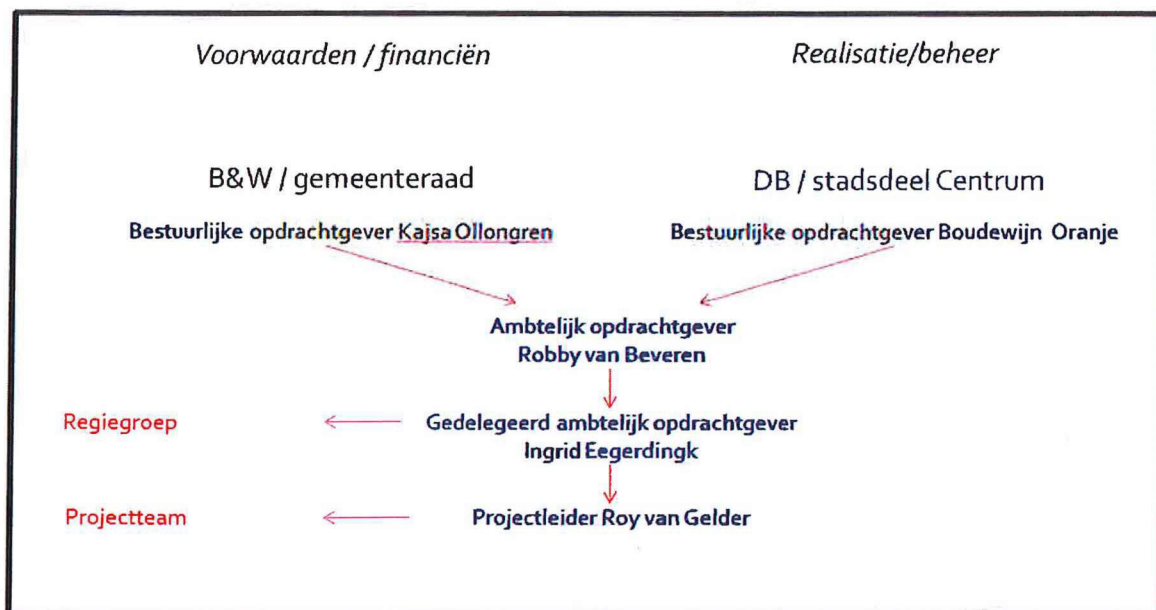 Voorwaarden / financiën
Realisatie/beheer
B&W / gemeenteraad
DB / stadsdeel Centrum
Bestuurlijke opdrachtgever Kajsa Ollongren
Bestuurlijke opdrachtgever Boudewijn Oranje
Ambtelijk opdrachtgever
Robby van Beveren
Regiegroep
Gedelegeerd ambtelijk opdrachtgever
Ingrid Eegerdingk
Projectteam
Projectleider Roy van Gelder